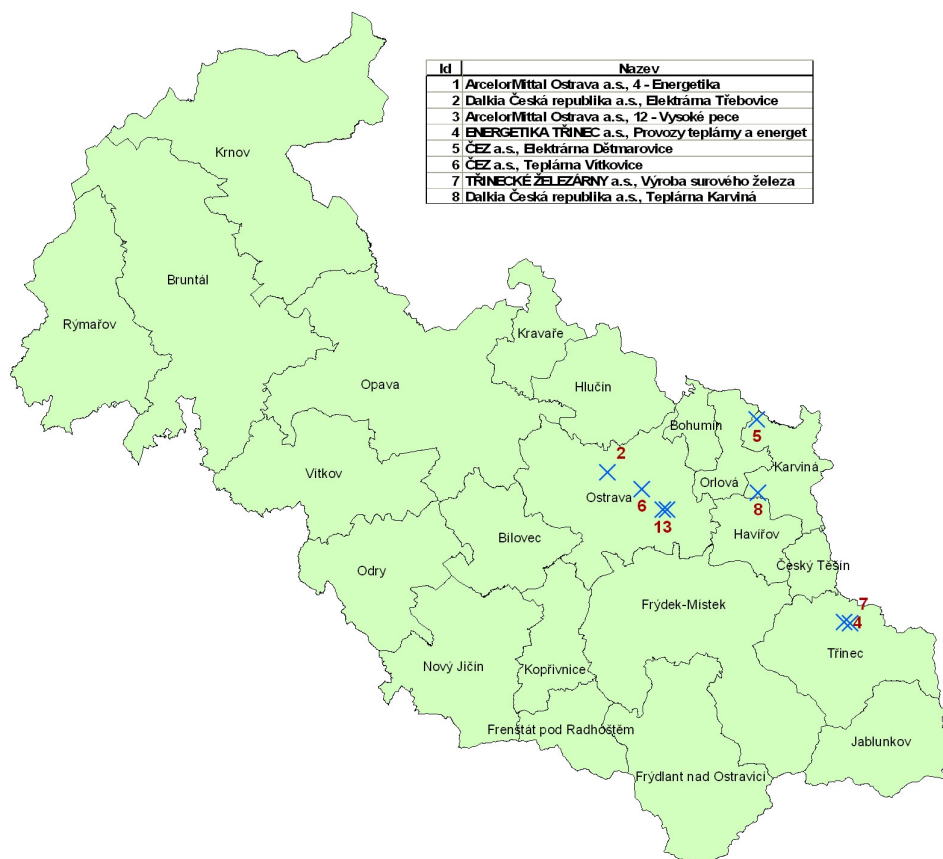 Id Nazev
1 ArcelorMittal Ostrava a.s., 4 - Energetika
2 Dalkia Česká republika a.s., Elektrárna Třebovice
3 ArcelorMittal Ostrava a.s., 12 - Vysoké pece
4 ENERGETIKA TŘINEC a.s., Provozy teplárny a energet
5 ČEZ a.s., Elektrárna Dětmarovice
6 ČEZ a.s., Teplárna Vítkovice
7 TŘINECKÉ ŽELEZÁRNY a.s., Výroba surového železa
8 Dalkia Česká republika a.s., Teplárna Karviná
Krnov
Bruntál
Rýmařov
Kravaře
Opava
Hlučín
Bohumín
5
2
Karviná
Vítkov
Orlová
Ostrava
6
8
13
Havířov
Bílovec
Český Těšín
Odry
Frýdek-Místek
7
4
Třinec
Nový Jičín
Kopřivnice
Frenštát pod Radhoštěm
Jablunkov
Frýdlant nad Ostravicí